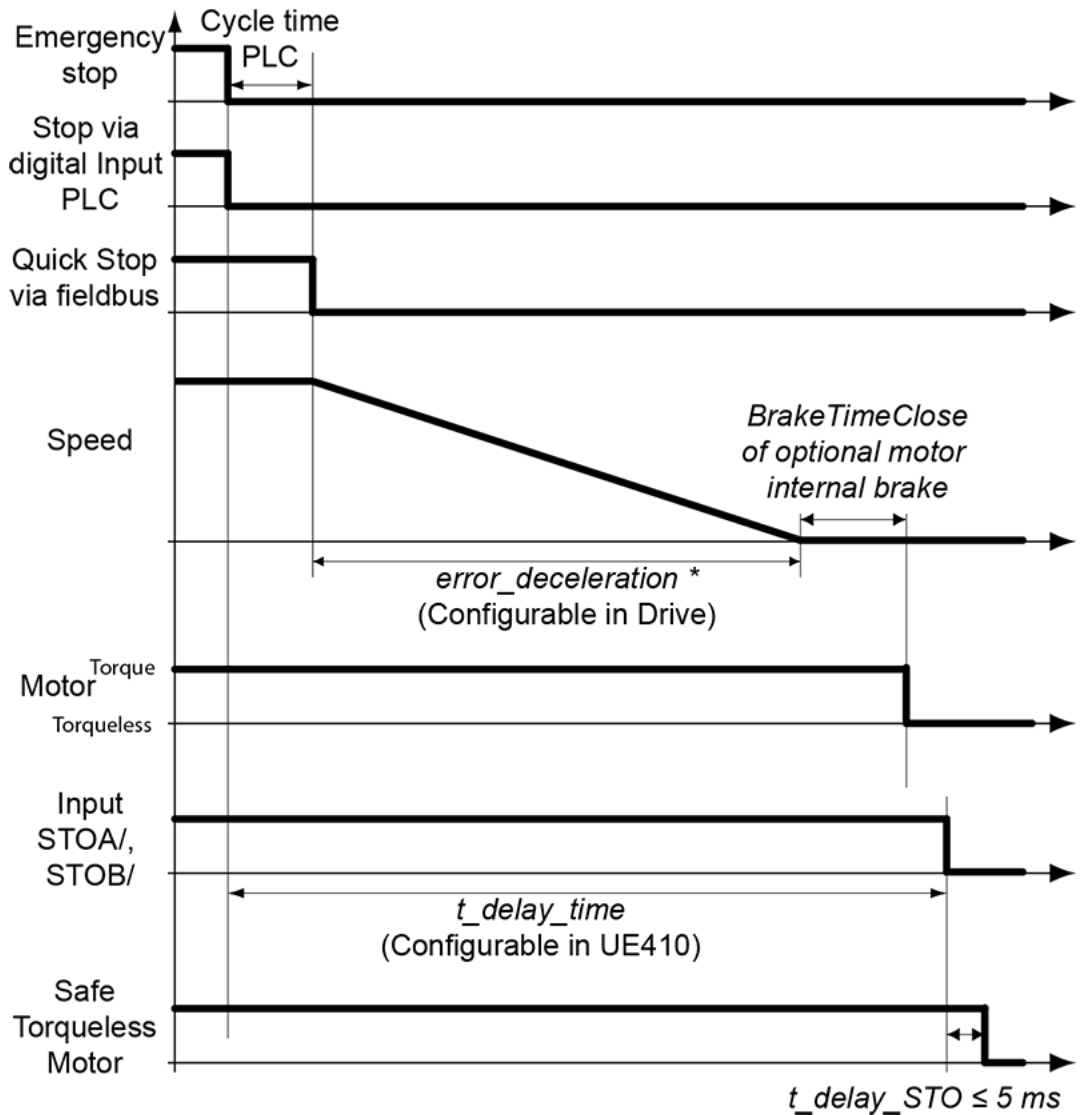 Emergency
stop
Cycle time
PLC
Stop via
digital Input
PLC
Quick Stop
via fieldbus
Speed
BrakeTimeClose
of optional motor
internal brake
error_deceleration *
(Configurable in Drive)
Motor
Torque
Torqueless
Input
STOA/,
STOB/
t_delay_time
(Configurable in UE410)
Safe
Torqueless
Motor
t_delay_STO ≤ 5 ms